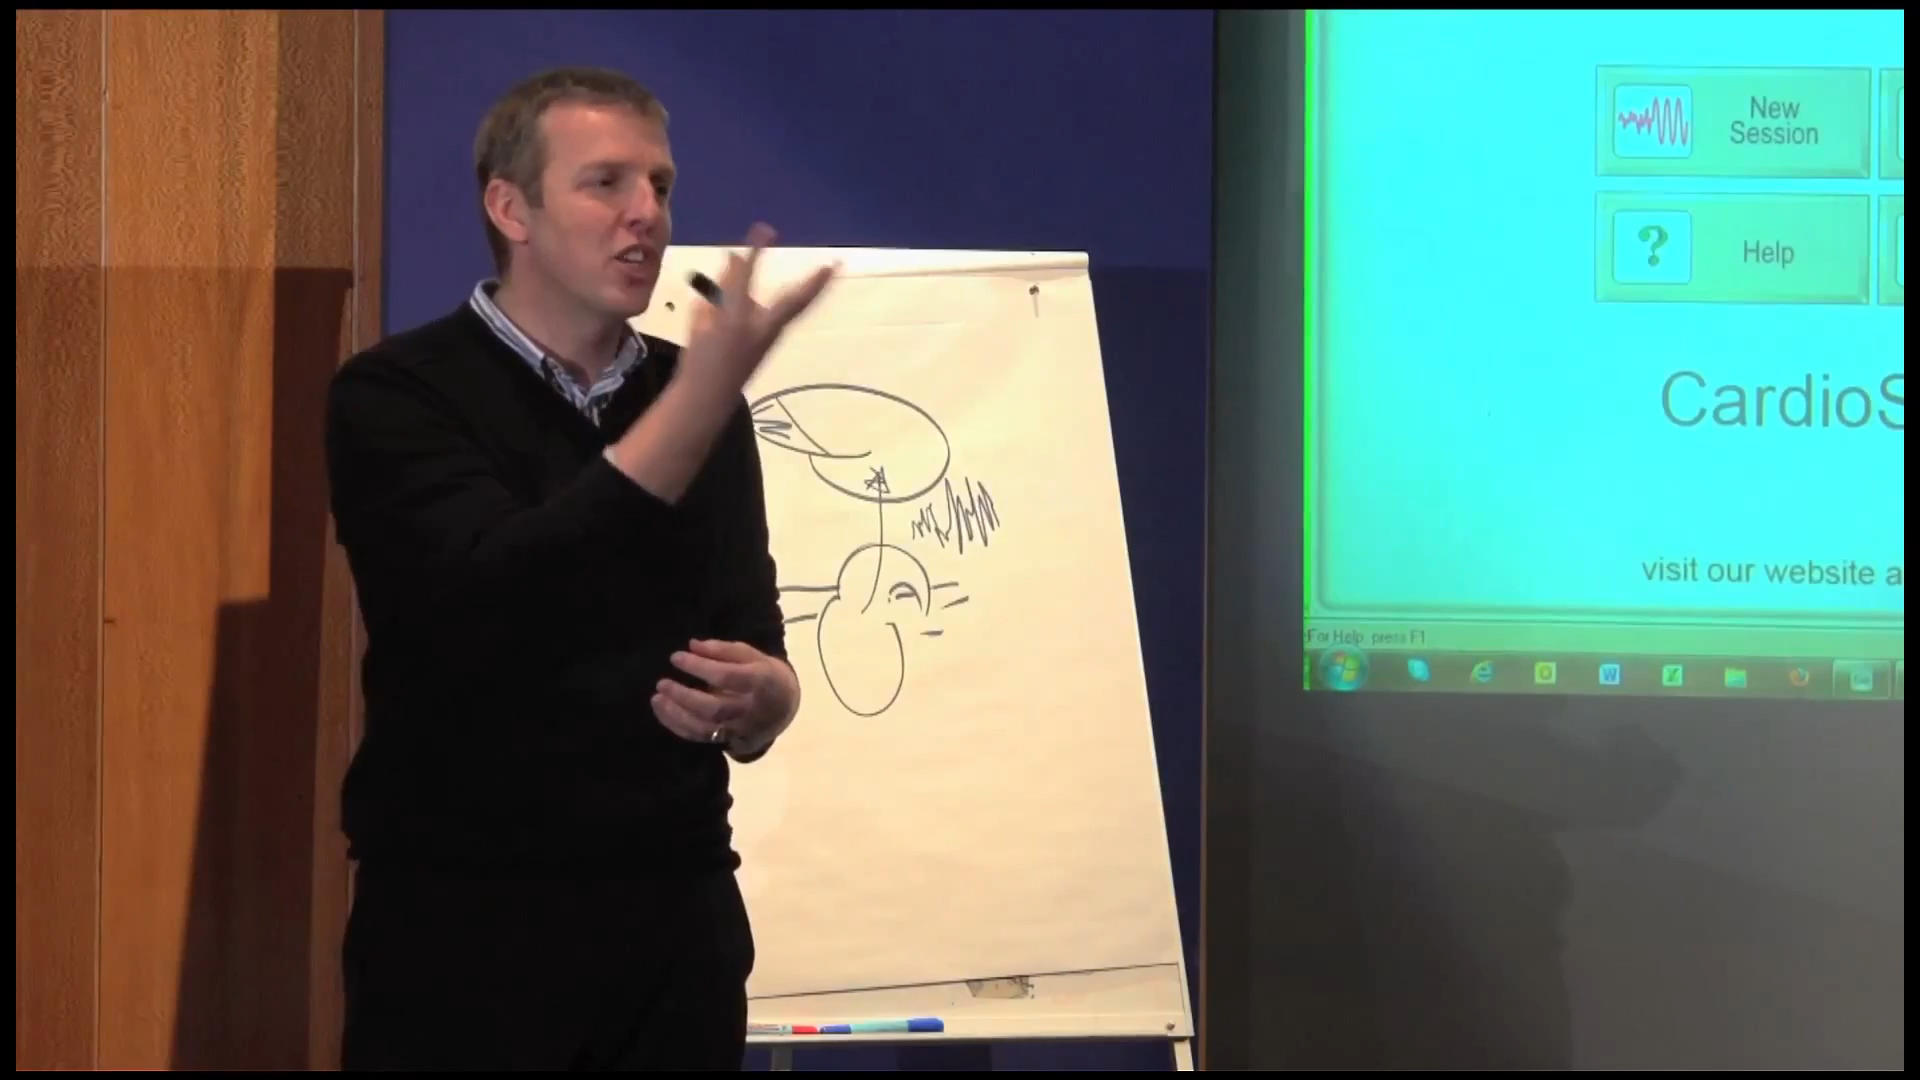 New
Session
Help
CardioS
visit our website a
For Help, press F1